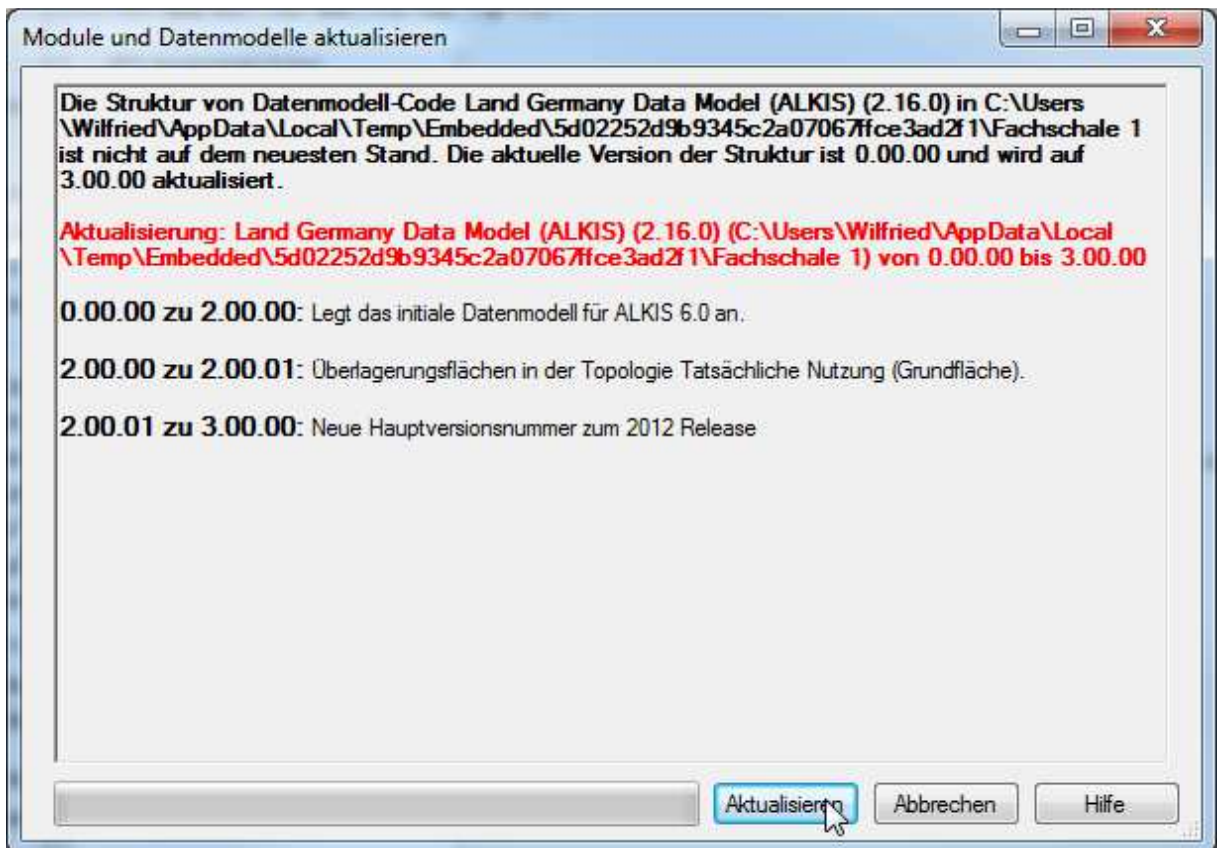 Module und Datenmodelle aktualisieren
Die Struktur von Datenmodell-Code Land Germany Data Model (ALKIS) (2.16.0) in C:\Users
\Wilfried\AppData\Local\Temp\Embedded\5d02252d9b9345c2a07067ffce3ad2f1\Fachschale 1
ist nicht auf dem neuesten Stand. Die aktuelle Version der Struktur ist 0.00.00 und wird auf
3.00.00 aktualisiert.
Aktualisierung: Land Germany Data Model (ALKIS) (2.16.0) (C:\Users\Wilfried\AppData\Local
\Temp\Embedded\5d02252d9b9345c2a07067ffce3ad2f1\Fachschale 1) von 0.00.00 bis 3.00.00
0.00.00 zu 2.00.00: Legt das initiale Datenmodell für ALKIS 6.0 an.
2.00.00 zu 2.00.01: Überlagerungsflächen in der Topologie Tatsächliche Nutzung (Grundfläche).
2.00.01 zu 3.00.00: Neue Hauptversionsnummer zum 2012 Release
Aktualisieren Abbrechen Hilfe